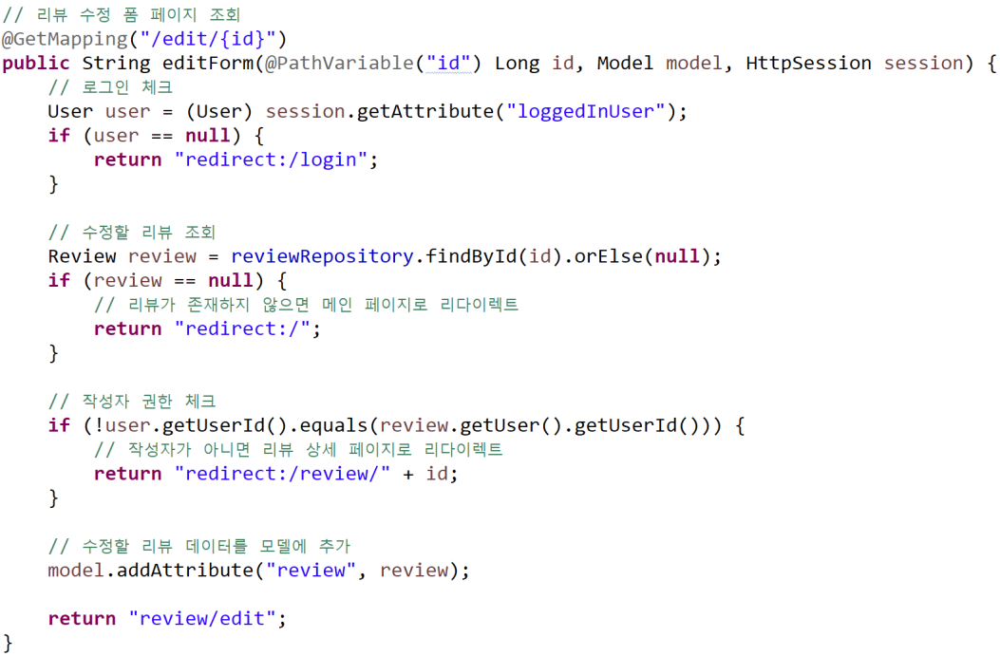 // 리뷰 수정 폼 페이지 조회
@GetMapping("/edit/{id}")
public String editForm(@PathVariable("id") Long id, Model model, HttpSession session) {
    // 로그인 체크
    User user = (User) session.getAttribute("loggedInUser");
    if (user == null) {
        return "redirect:/login";
    }

    // 수정할 리뷰 조회
    Review review = reviewRepository.findById(id).orElse(null);
    if (review == null) {
        // 리뷰가 존재하지 않으면 메인 페이지로 리다이렉트
        return "redirect:/";
    }

    // 작성자 권한 체크
    if (!user.getUserId().equals(review.getUser().getUserId())) {
        // 작성자가 아니면 리뷰 상세 페이지로 리다이렉트
        return "redirect:/review/" + id;
    }

    // 수정할 리뷰 데이터를 모델에 추가
    model.addAttribute("review", review);

    return "review/edit";
}